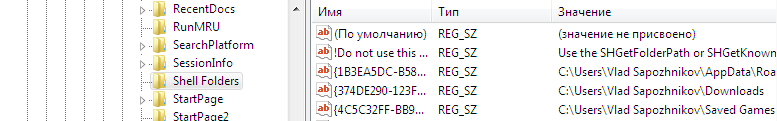 RecentDocs
RunMRU
SearchPlatform
SessionInfo
Shell Folders
StartPage
StartPage2
Имя Тип Значение
(По умолчанию) REG_SZ (значение не присвоено)
!Do not use this ... REG_SZ Use the SHGetFolderPath or SHGetKnown
{1B3EA5DC-B58... REG_SZ C:\Users\Vlad Sapozhnikov\AppData\Roa
{374DE290-123F... REG_SZ C:\Users\Vlad Sapozhnikov\Downloads
{4C5C32FF-BB9... REG_SZ C:\Users\Vlad Sapozhnikov\Saved Games